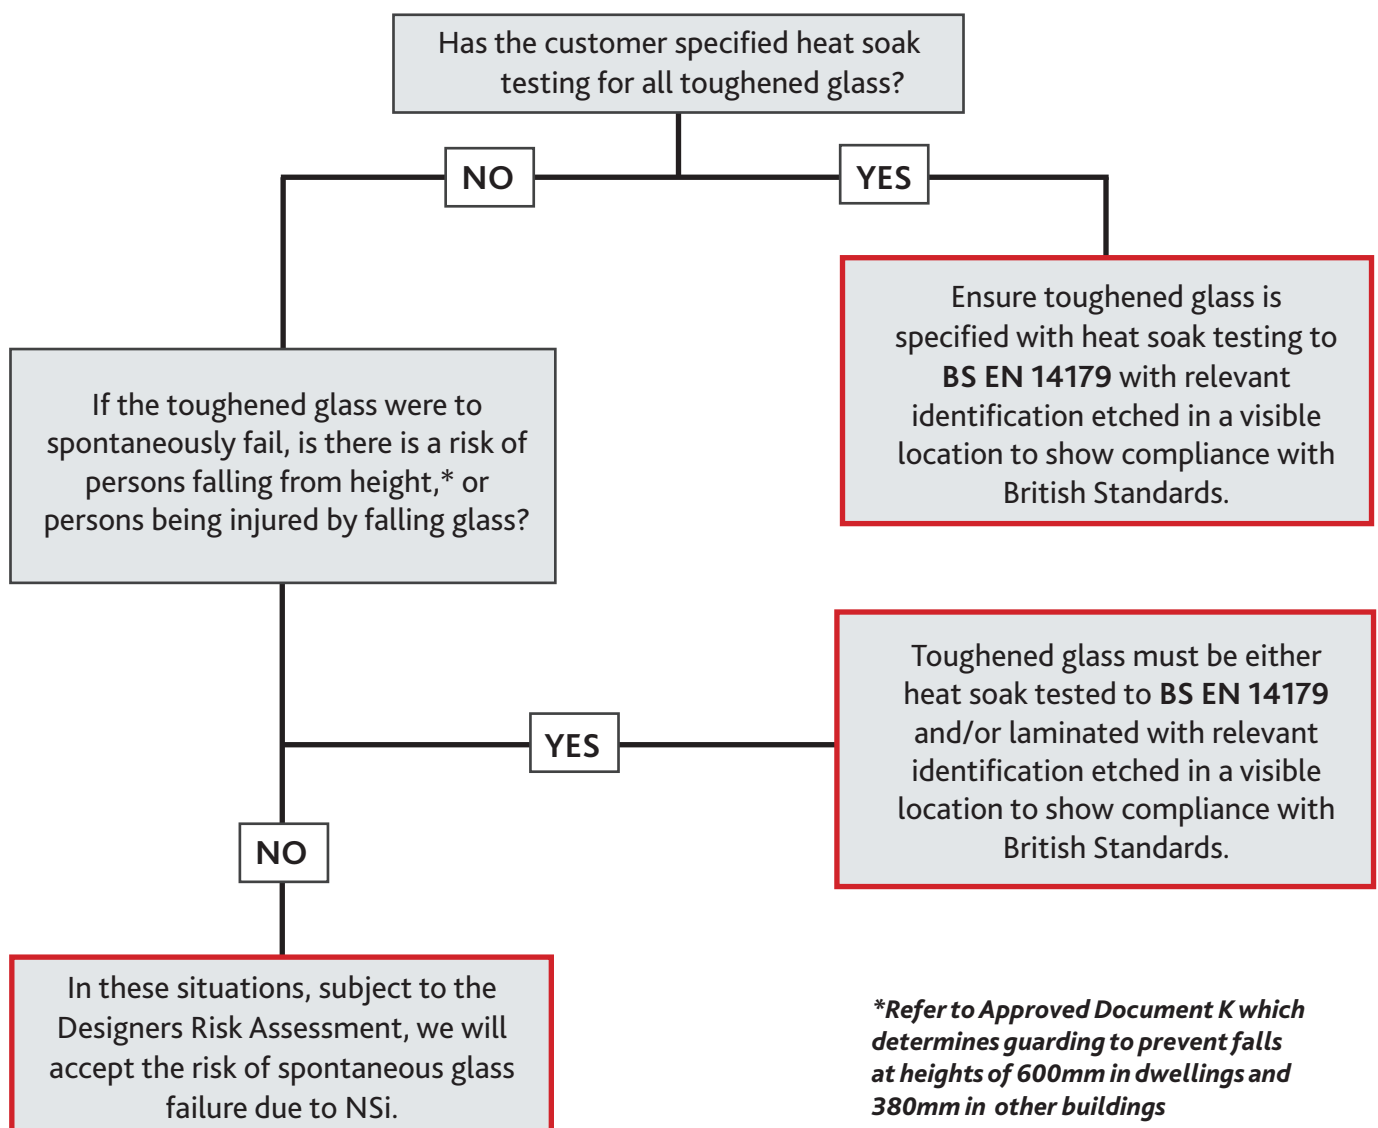 Has the customer specified heat soak
testing for all toughened glass?
NO
YES
Ensure toughened glass is
specified with heat soak testing to
BS EN 14179 with relevant
identification etched in a visible
location to show compliance with
British Standards.
If the toughened glass were to
spontaneously fail, is there is a risk of
persons falling from height,* or
persons being injured by falling glass?
YES
Toughened glass must be either
heat soak tested to BS EN 14179
and/or laminated with relevant
identification etched in a visible
location to show compliance with
British Standards.
NO
In these situations, subject to the
Designers Risk Assessment, we will
accept the risk of spontaneous glass
failure due to NSi.
*Refer to Approved Document K which
determines guarding to prevent falls
at heights of 600mm in dwellings and
380mm in other buildings